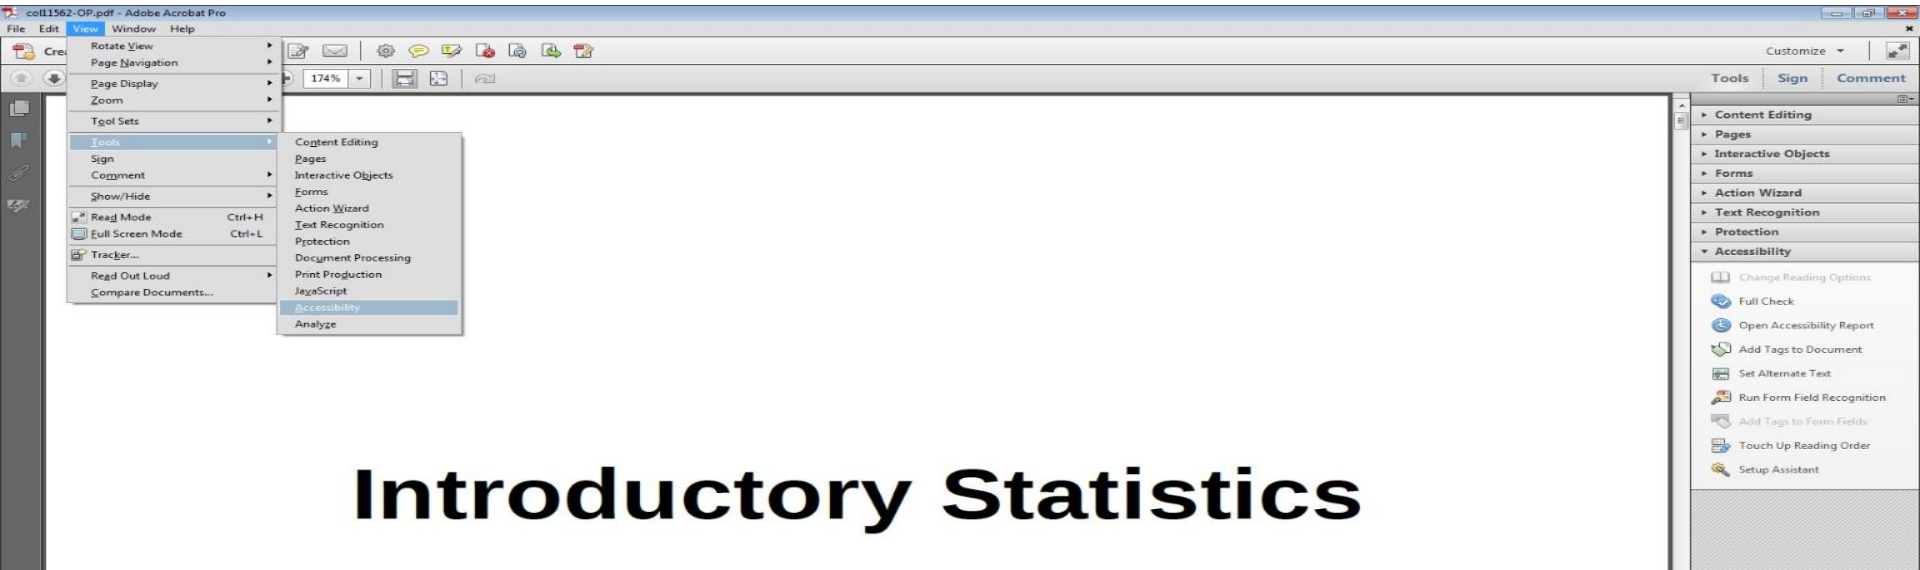 coll1562-OP.pdf - Adobe Acrobat Pro
File Edit View Window Help
Customize
174%
Tools Sign Comment
Rotate View
Page Navigation
Page Display
Zoom
Tool Sets
Tools
Sign
Comment
Show/Hide
Read Mode Ctrl+H
Full Screen Mode Ctrl+L
Tracker...
Read Out Loud
Compare Documents...
Content Editing
Pages
Interactive Objects
Forms
Action Wizard
Text Recognition
Protection
Document Processing
Print Production
JavaScript
Accessibility
Analyze
Introductory Statistics
Content Editing
Pages
Interactive Objects
Forms
Action Wizard
Text Recognition
Protection
Accessibility
Change Reading Options
Full Check
Open Accessibility Report
Add Tags to Document
Set Alternate Text
Run Form Field Recognition
Add Tags to Form Fields
Touch Up Reading Order
Setup Assistant